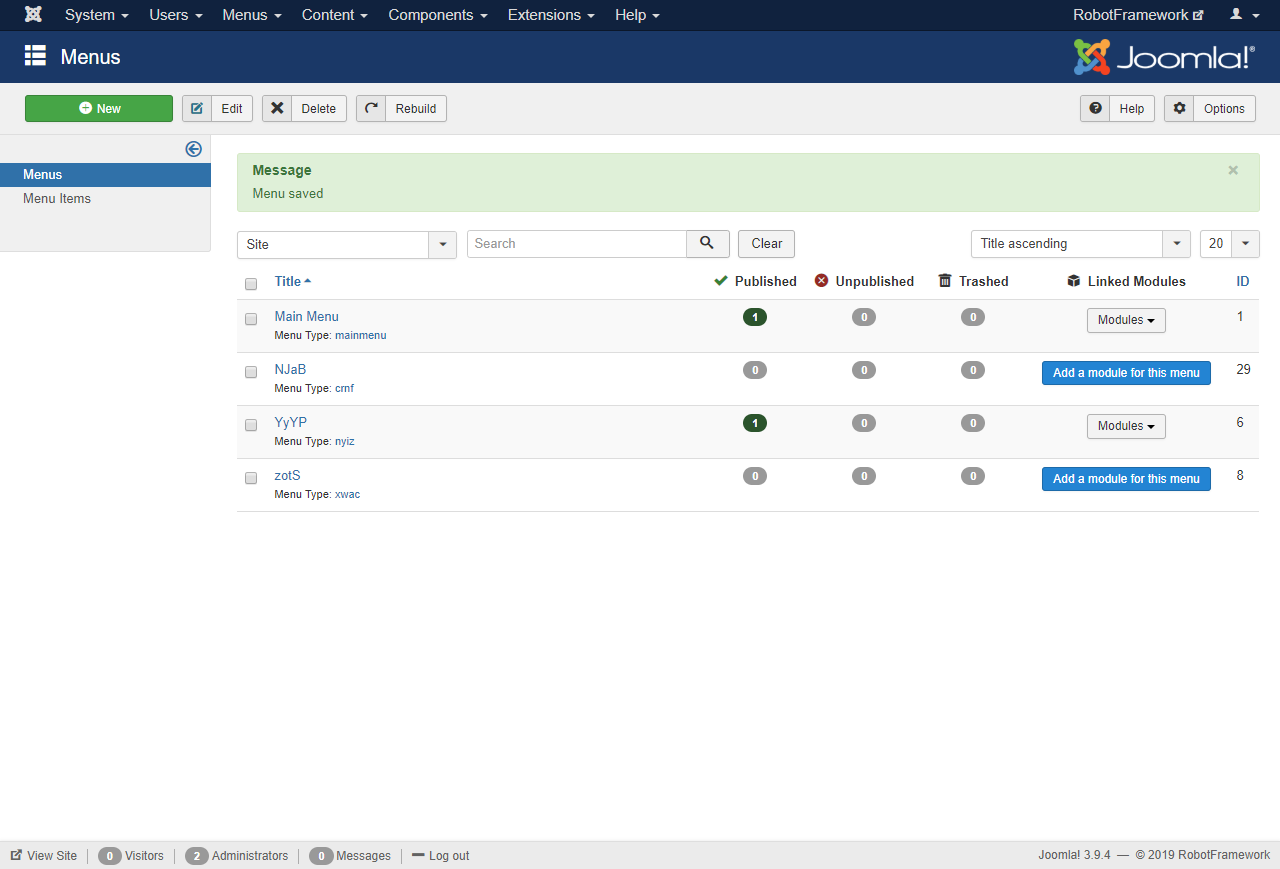 System Users Menus Content Components Extensions Help RobotFramework
Menus Joomla!®
New Edit Delete Rebuild Help Options
Menus
Menu Items
Message
Menu saved
×
Site Search Clear Title ascending 20
Title Published Unpublished Trashed Linked Modules ID
Main Menu 1 0 0 Modules 1
Menu Type: mainmenu
NJaB 0 0 0 Add a module for this menu 29
Menu Type: crnf
YyYP 1 0 0 Modules 6
Menu Type: nyiz
zotS 0 0 0 Add a module for this menu 8
Menu Type: xwac
View Site 0 Visitors 2 Administrators 0 Messages Log out Joomla! 3.9.4 — © 2019 RobotFramework